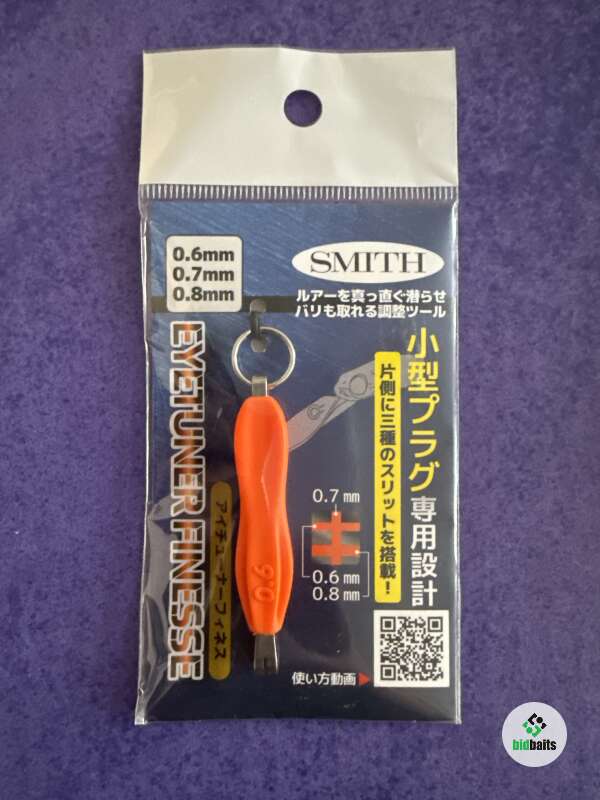 0.6mm
0.7mm
0.8mm
SMITH
ルアーを真っ直ぐ潜らせ
バリも取れる調整ツール
小型プラグ専用設計
片側に三種のスリットを搭載！
EYETUNER FINESSE
アイチューナーフィネス
0.7㎜
0.6㎜
0.8㎜
使い方動画▶
bidbaits